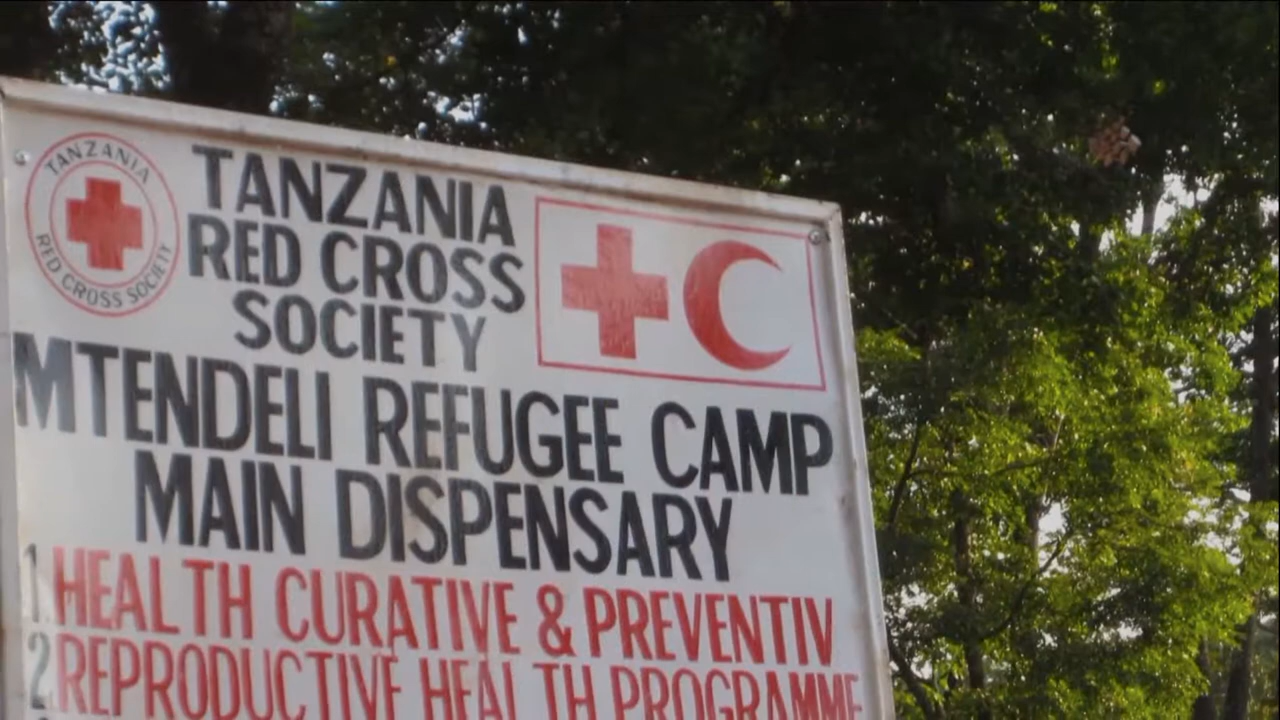 TANZANIA
RED CROSS SOCIETY
TANZANIA
RED CROSS
SOCIETY
MTENDELI REFUGEE CAMP
MAIN DISPENSARY
1. HEALTH CURATIVE & PREVENTIV
2. REPRODUCTIVE HEALTH PROGRAMME